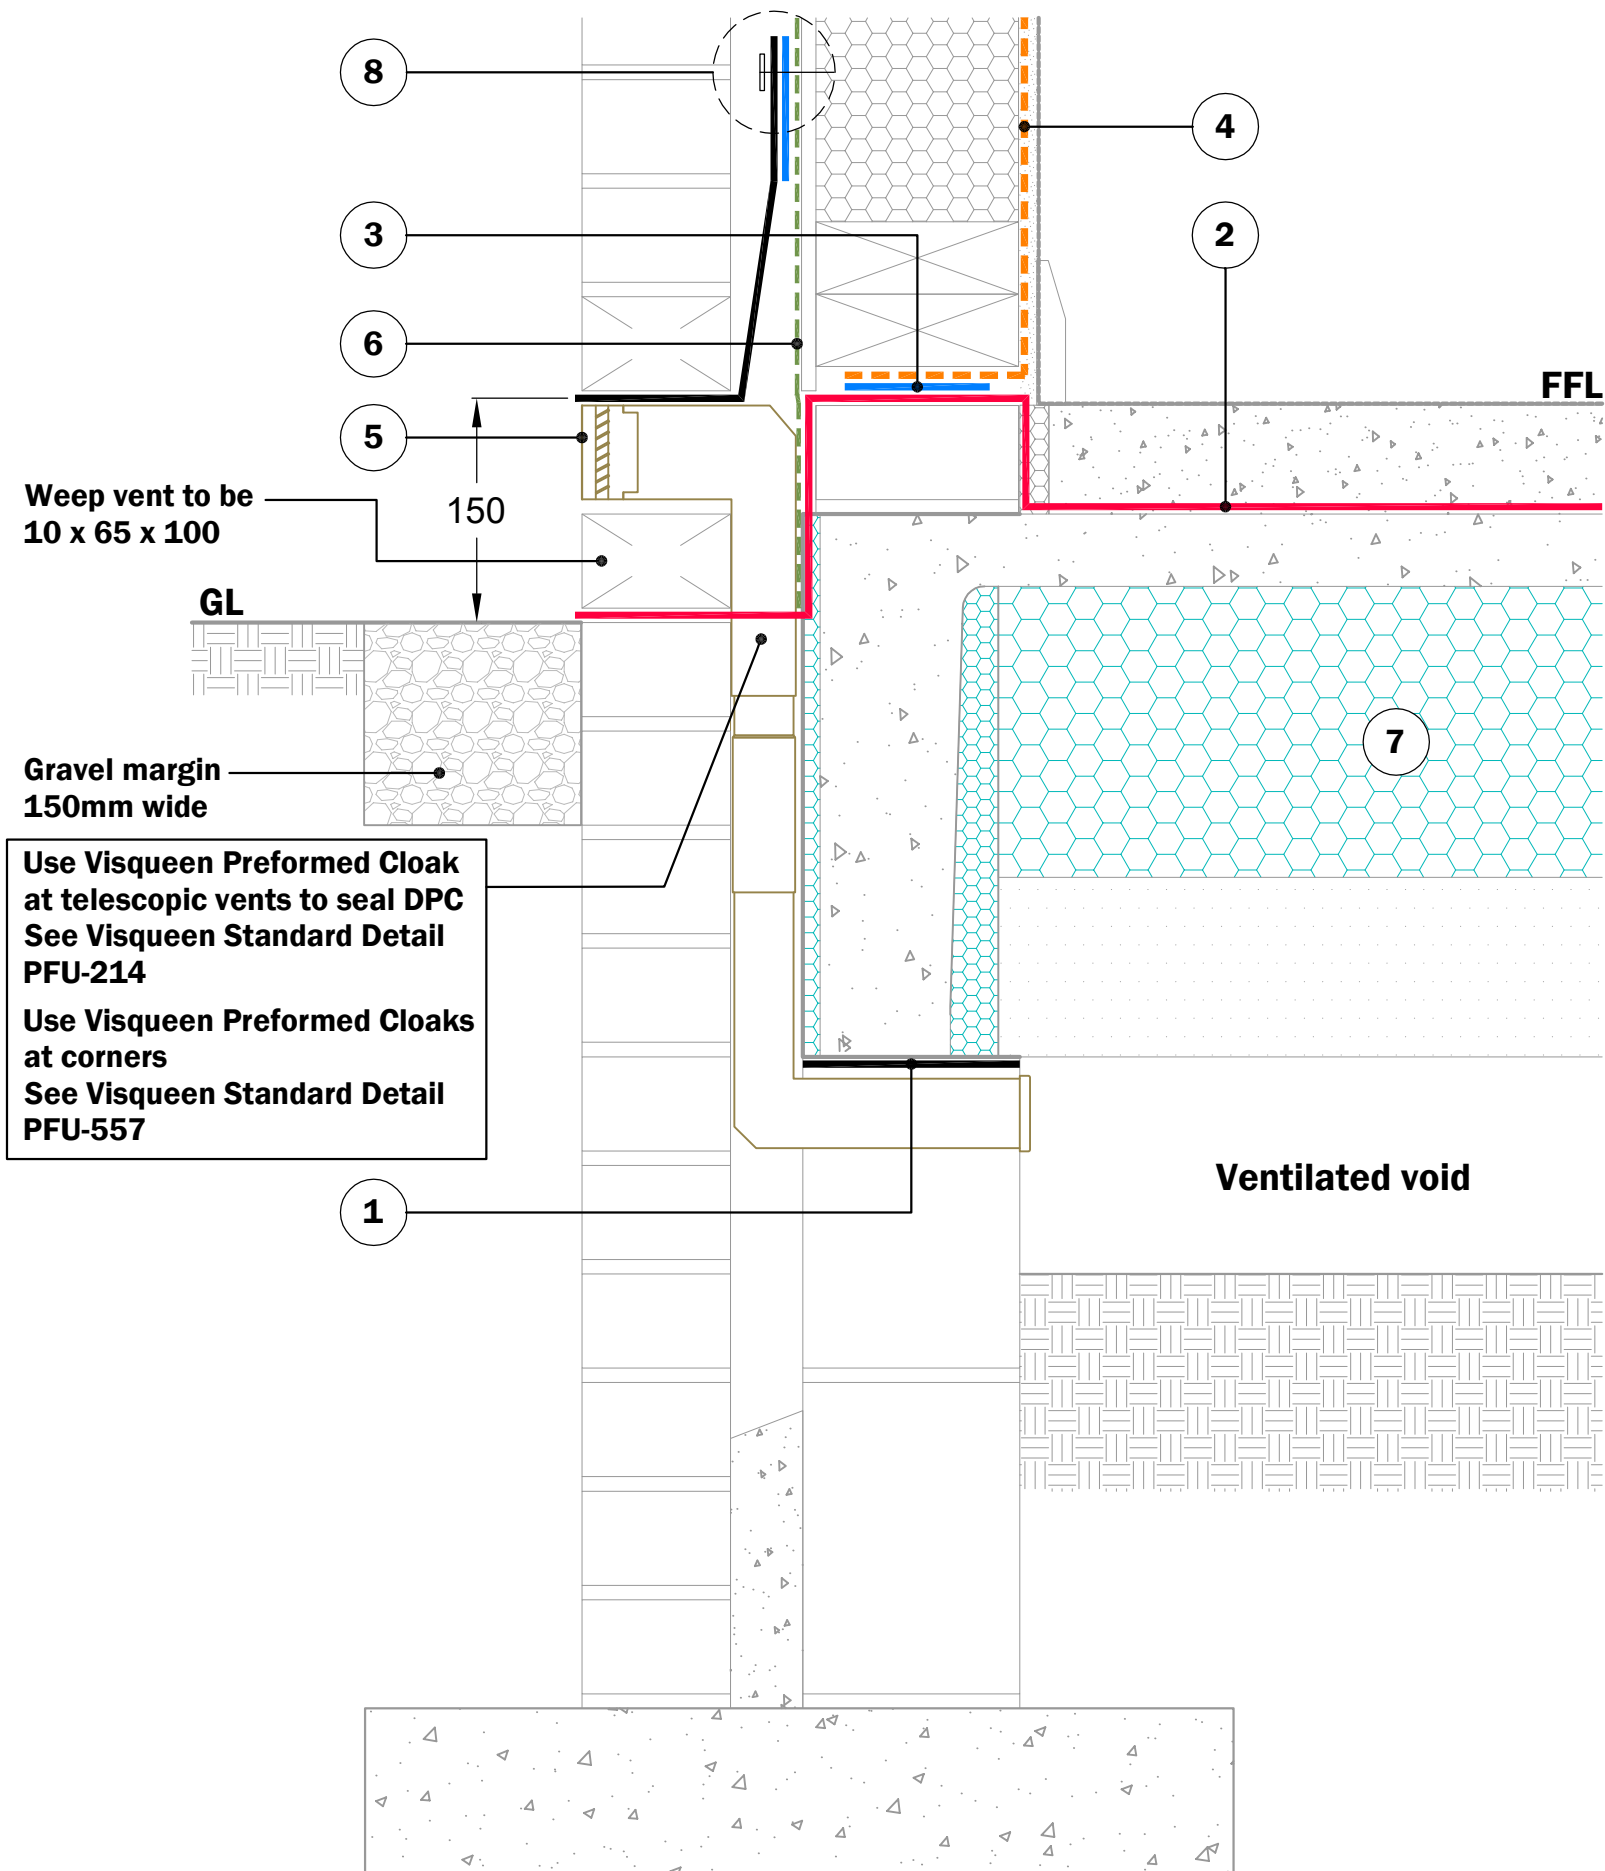 8
4
3
2
6
FFL
5
Weep vent to be
10 x 65 x 100
150
GL
7
Gravel margin
150mm wide
Use Visqueen Preformed Cloak
at telescopic vents to seal DPC
See Visqueen Standard Detail
PFU-214
Use Visqueen Preformed Cloaks
at corners
See Visqueen Standard Detail
PFU-557
Ventilated void
1